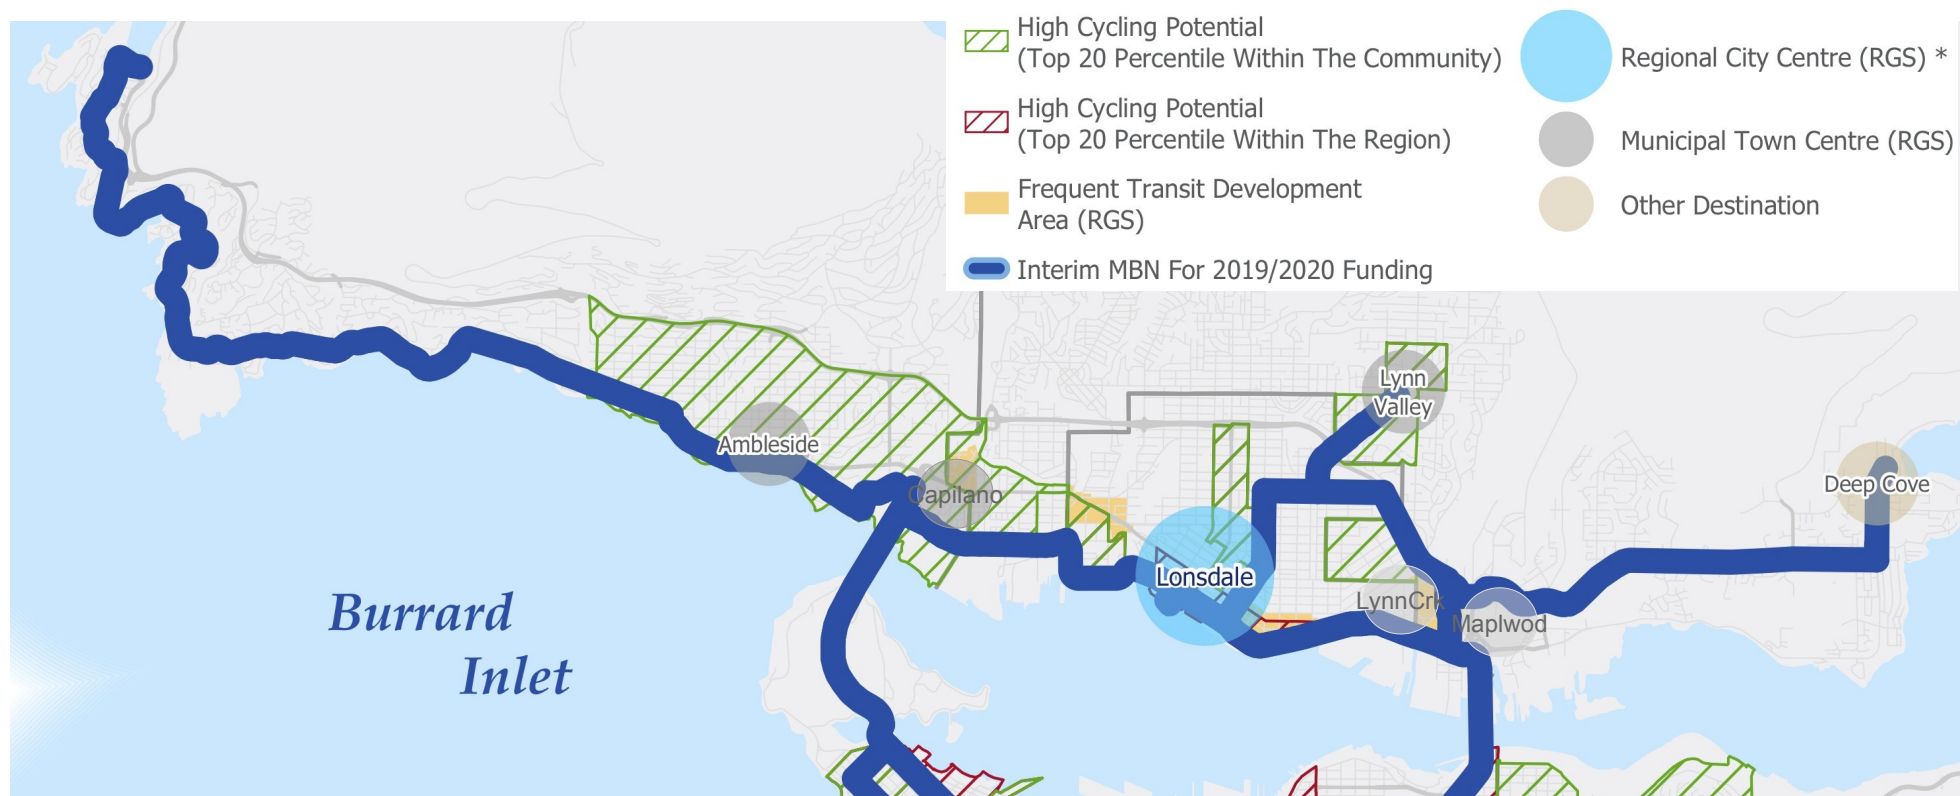 High Cycling Potential
(Top 20 Percentile Within The Community)
High Cycling Potential
(Top 20 Percentile Within The Region)
Frequent Transit Development
Area (RGS)
Interim MBN For 2019/2020 Funding
Regional City Centre (RGS) *
Municipal Town Centre (RGS)
Other Destination
Lynn
Valley
Ambleside
Capilano
Deep Cove
Lonsdale
LynnCrk
Maplwod
Burrard
Inlet